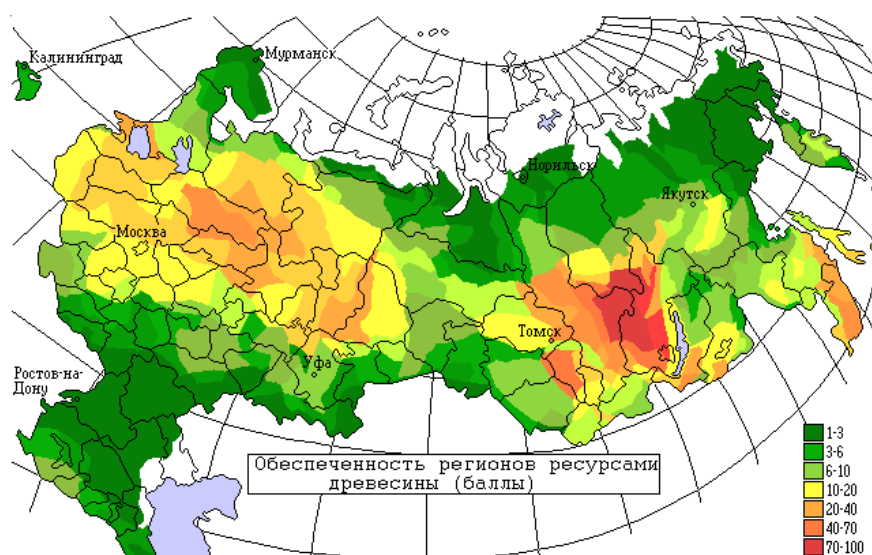 Калининград
Мурманск
Норильск
Якутск
Москва
Томск
Уфа
Ростов-на-
Дону
Обеспеченность регионов ресурсами
древесины (баллы)
1-3
3-6
6-10
10-20
20-40
40-70
70-100